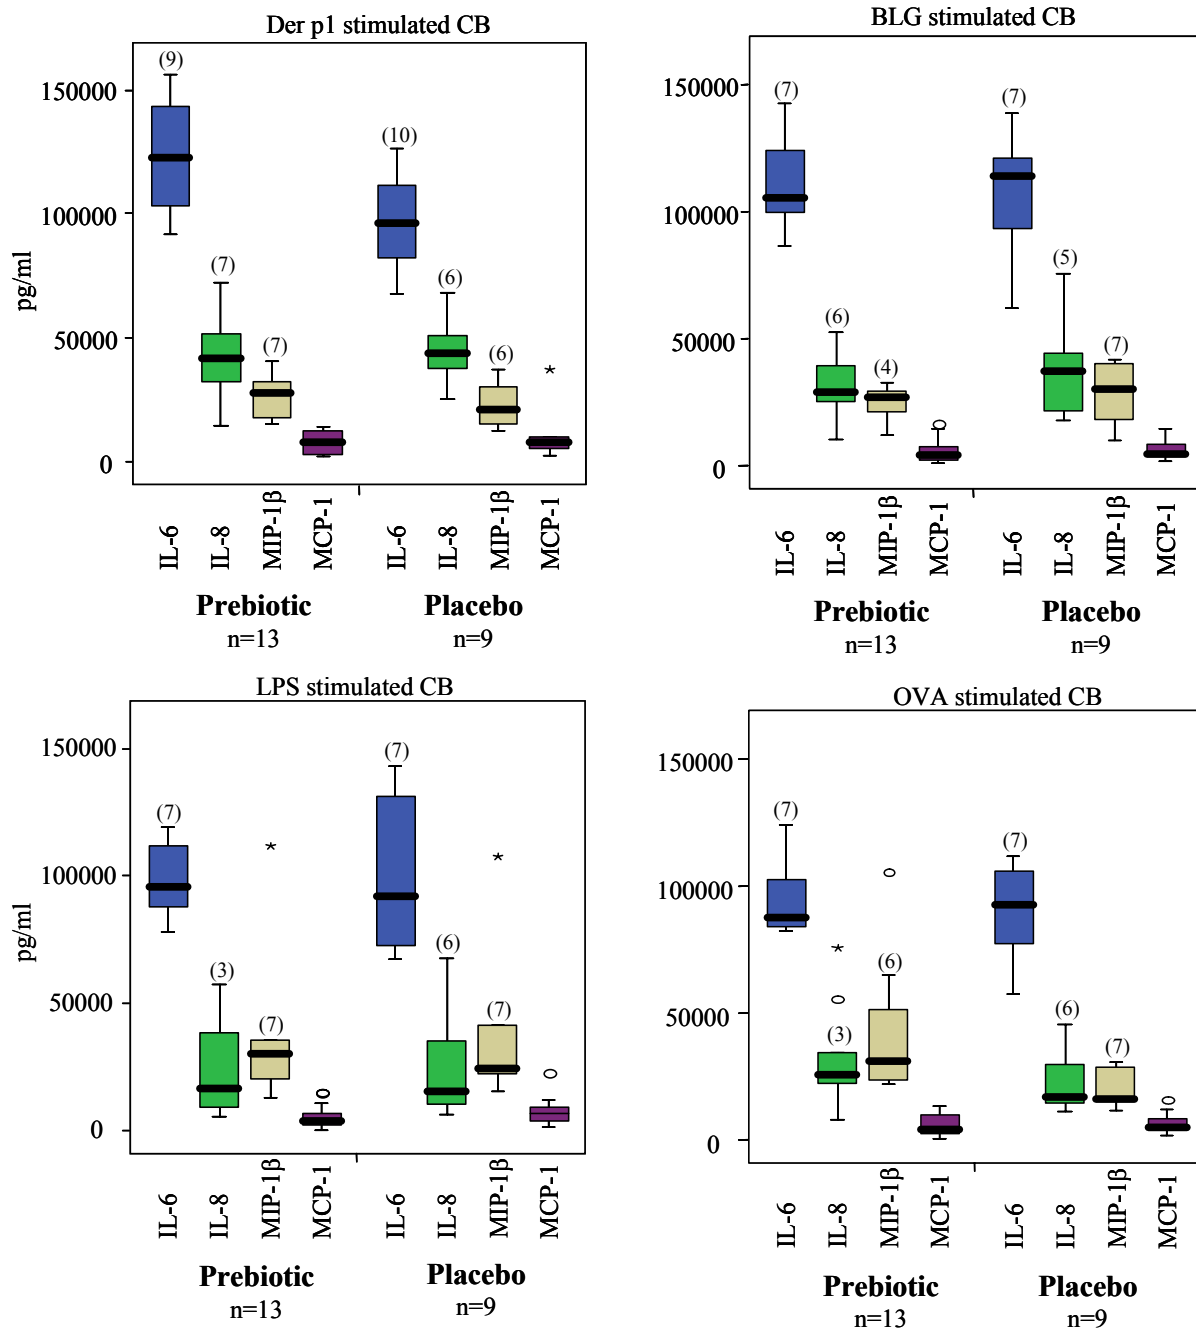 Der p1 stimulated CB
pg/ml
150000
100000
50000
0
(9)
(7)
(7)
(10)
(6)
(6)
*
IL-6
IL-8
MIP-1β
MCP-1
IL-6
IL-8
MIP-1β
MCP-1
Prebiotic
Placebo
n=13
n=9
BLG stimulated CB
150000
100000
50000
0
(7)
(6)
(4)
(7)
(5)
(7)
IL-6
IL-8
MIP-1β
MCP-1
IL-6
IL-8
MIP-1β
MCP-1
Prebiotic
Placebo
n=13
n=9
LPS stimulated CB
pg/ml
150000
100000
50000
0
(7)
(3)
(7)
*
(7)
(6)
(7)
*
IL-6
IL-8
MIP-1β
MCP-1
IL-6
IL-8
MIP-1β
MCP-1
Prebiotic
Placebo
n=13
n=9
OVA stimulated CB
150000
100000
50000
0
(7)
*
(3)
(6)
(7)
(6)
(7)
IL-6
IL-8
MIP-1β
MCP-1
IL-6
IL-8
MIP-1β
MCP-1
Prebiotic
Placebo
n=13
n=9